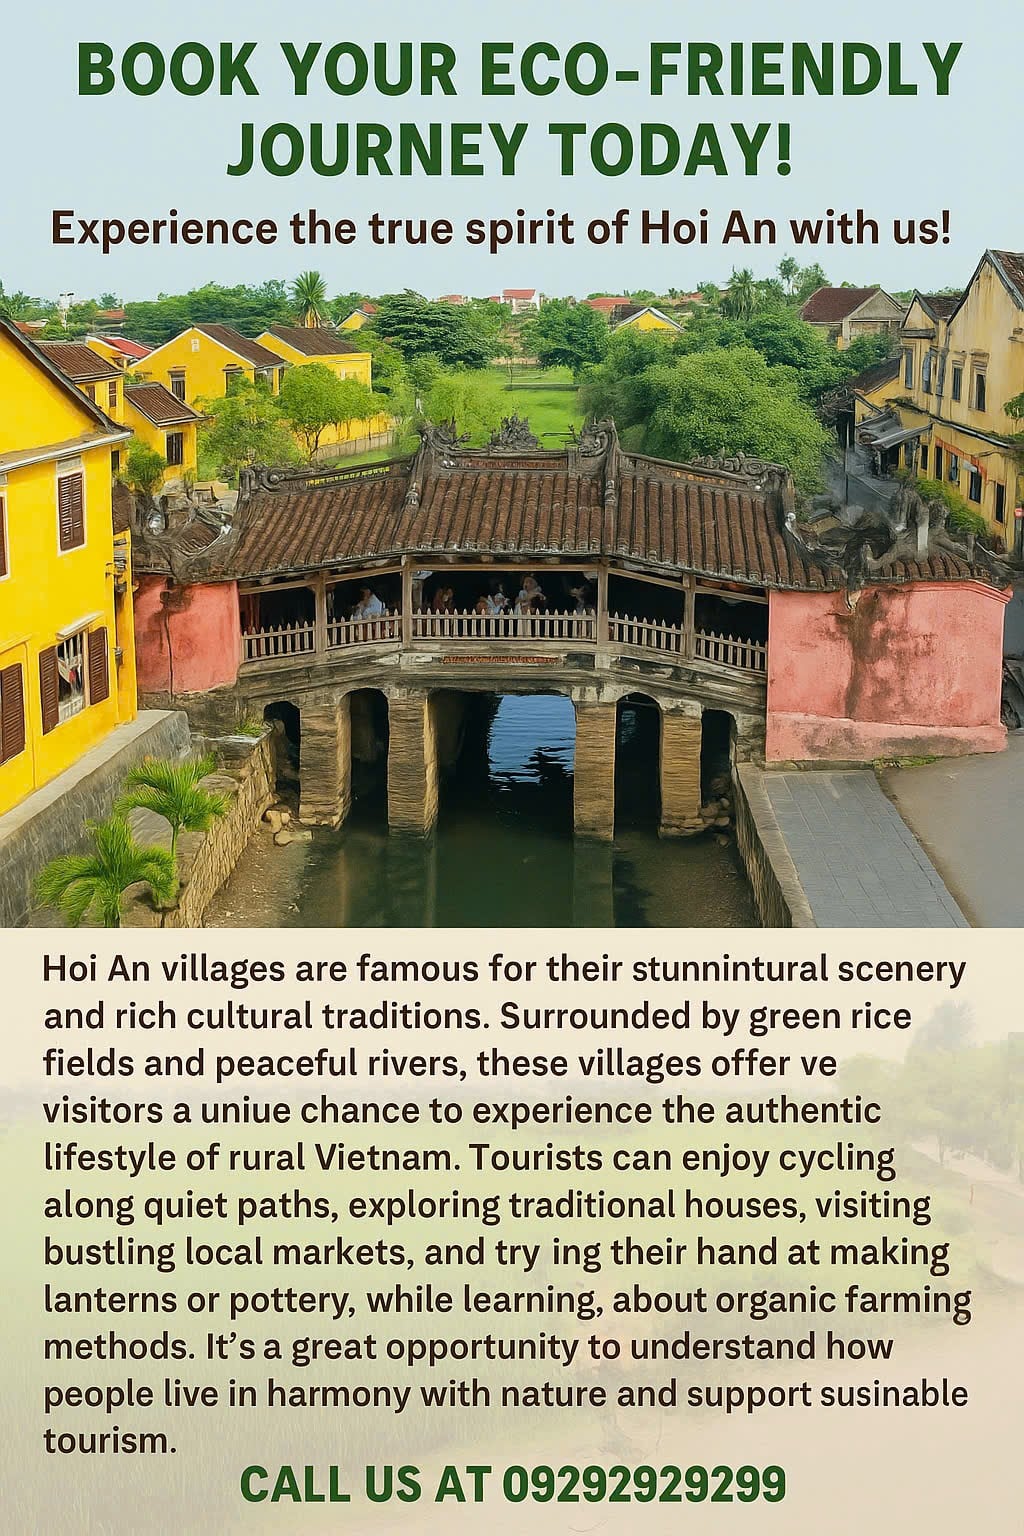 BOOK YOUR ECO-FRIENDLY
JOURNEY TODAY!
Experience the true spirit of Hoi An with us!
Hoi An villages are famous for their stunnintural scenery
and rich cultural traditions. Surrounded by green rice
fields and peaceful rivers, these villages offer ve
visitors a uniue chance to experience the authentic
lifestyle of rural Vietnam. Tourists can enjoy cycling
along quiet paths, exploring traditional houses, visiting
bustling local markets, and try ing their hand at making
lanterns or pottery, while learning, about organic farming
methods. It's a great opportunity to understand how
people live in harmony with nature and support susinable
tourism.
CALL US AT 09292929299